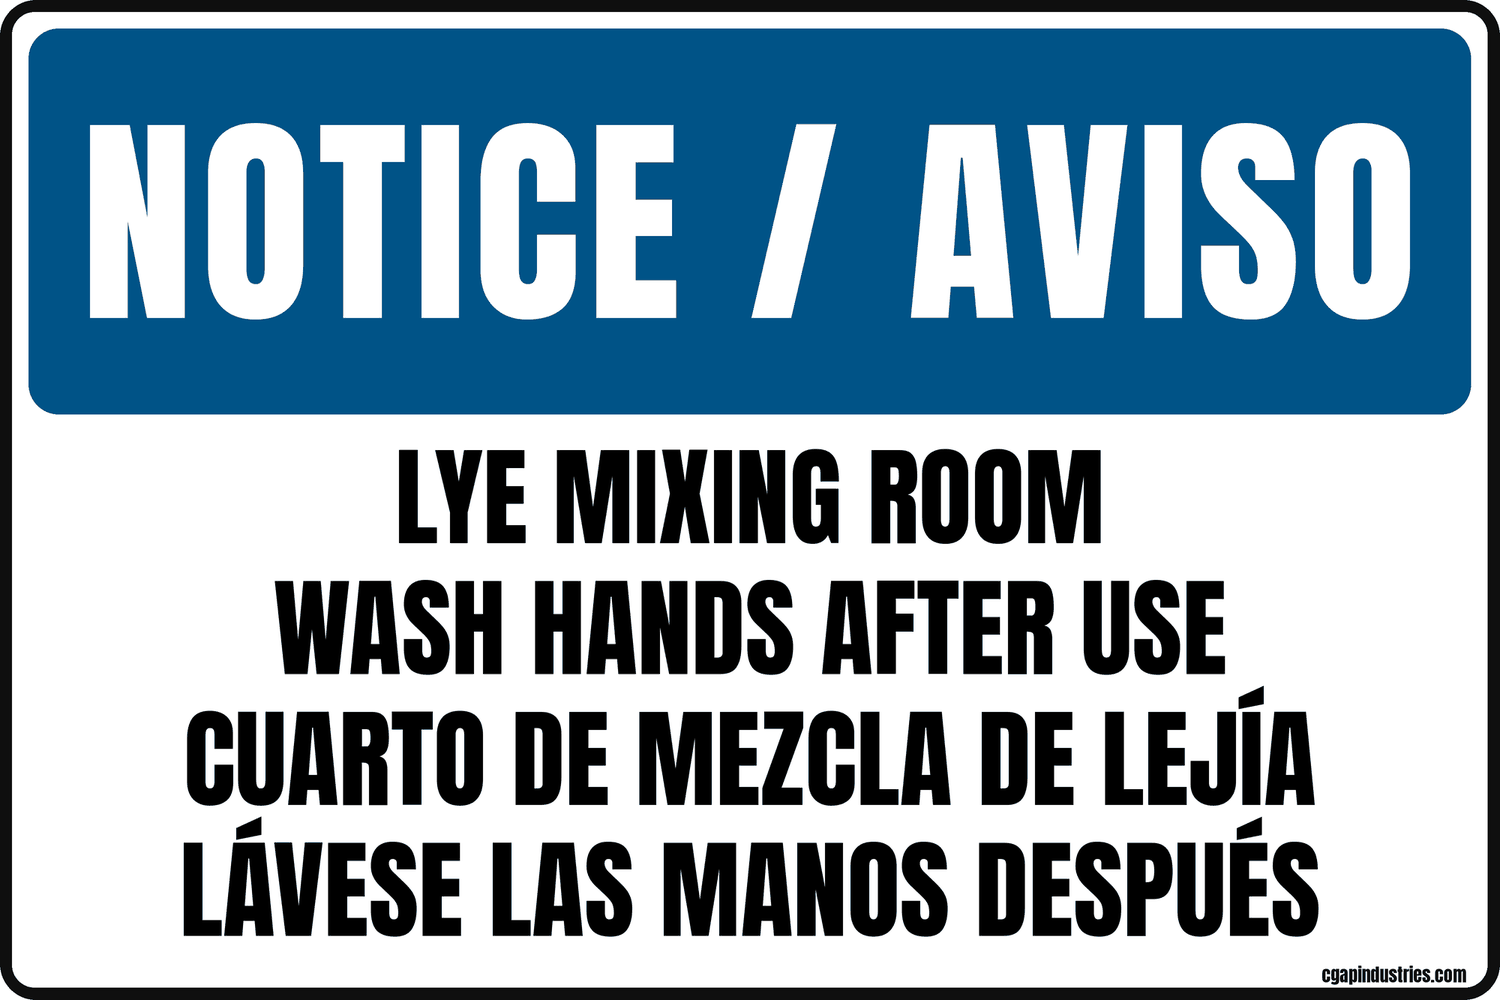 NOTICE / AVISO
LYE MIXING ROOM
WASH HANDS AFTER USE
CUARTO DE MEZCLA DE LEJÍA
LÁVESE LAS MANOS DESPUÉS
cgapindustries.com